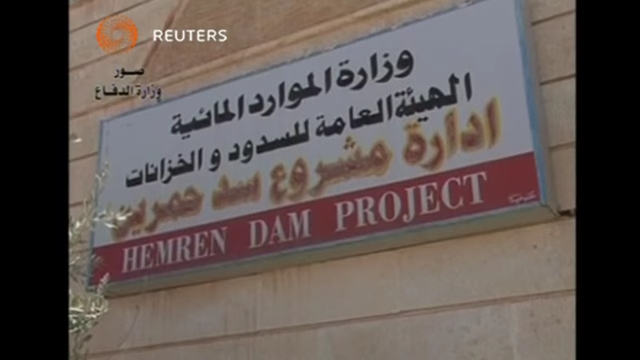 REUTERS
صور
وزارة الدفاع
وزارة الموارد المائية
الهيئة العامة للسدود و الخزانات
ادارة مشروع سد حمرين
HEMREN DAM PROJECT